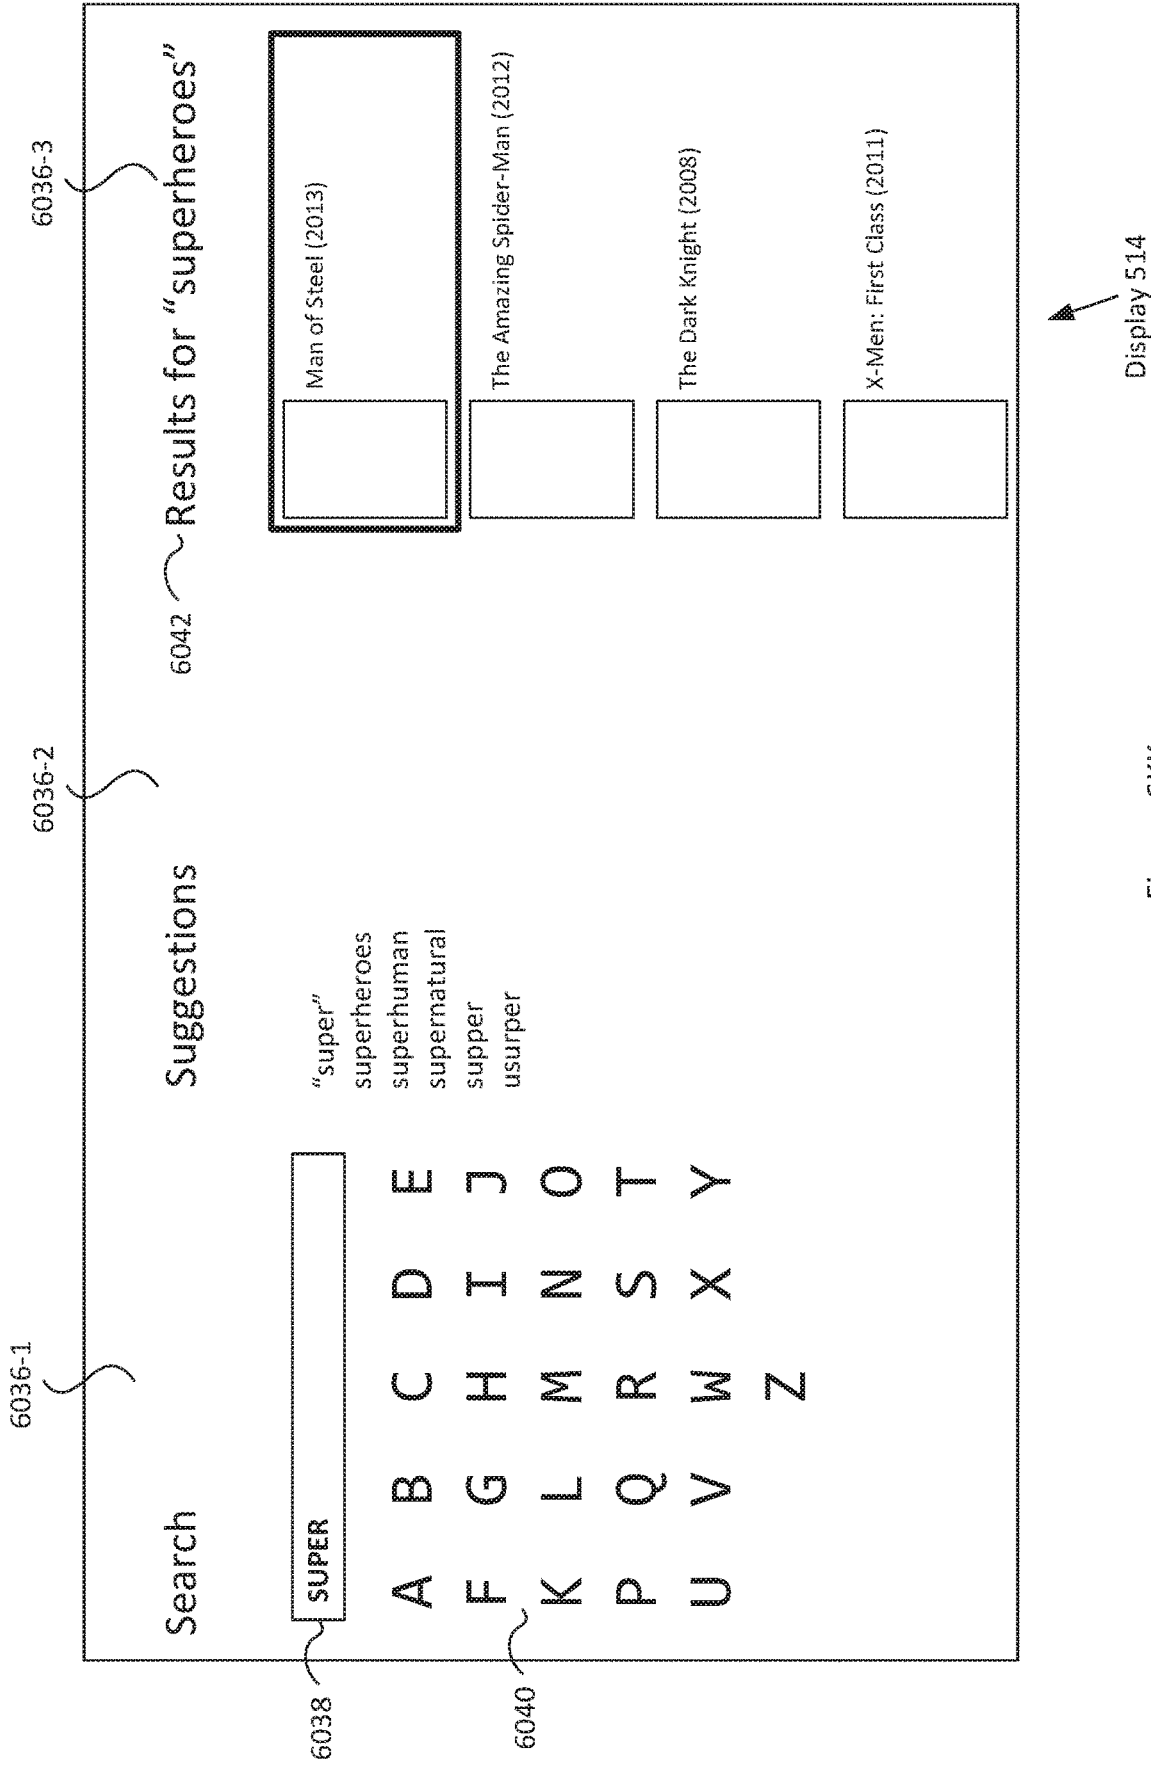 6036-1
6036-2
6036-3
Search
Suggestions
6042
Results for “superheroes”
6038
SUPER
“super”
superheroes
superhuman
supernatural
supper
usurper
A B C D E
F G H I J
K L M N O
P Q R S T
U V W X Y
Z
6040
Man of Steel (2013)
The Amazing Spider-Man (2012)
The Dark Knight (2008)
X-Men: First Class (2011)
Display 514